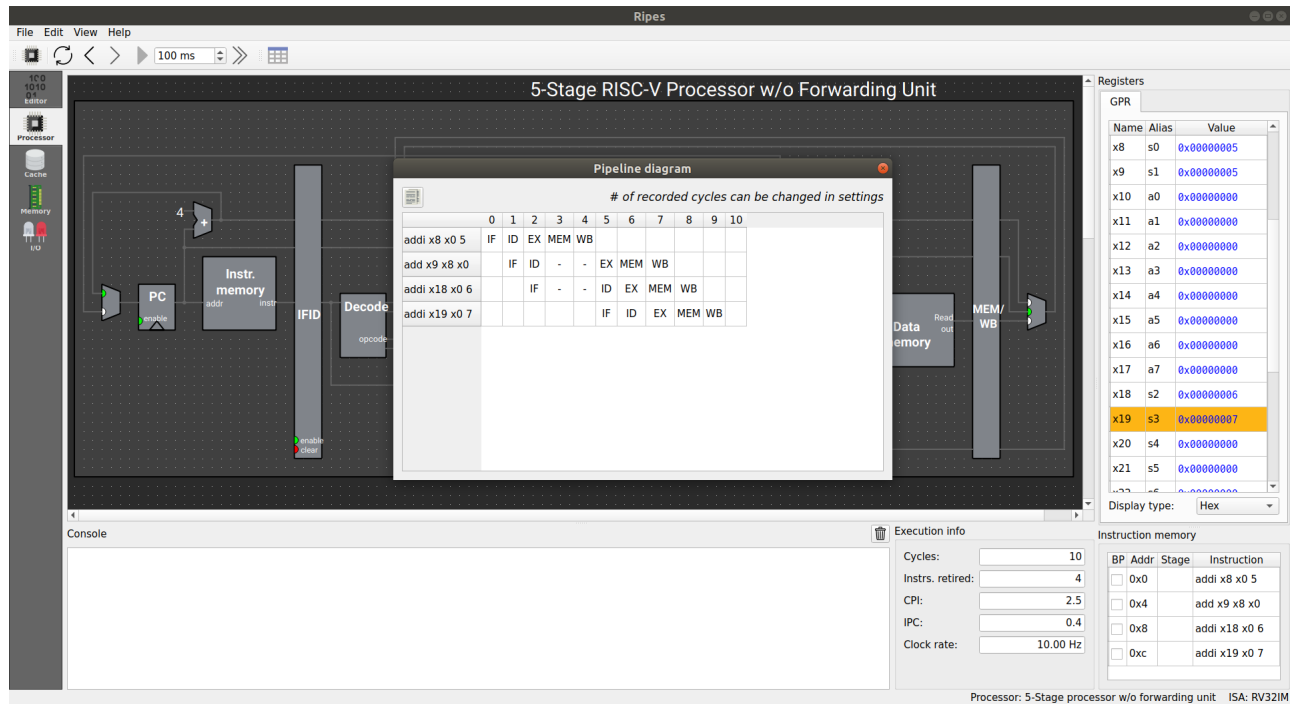 Ripes
File Edit View Help
100 ms
5-Stage RISC-V Processor w/o Forwarding Unit
Editor
Processor
Cache
Memory
I/O
4
+
PC
enable
Instr.
memory
addr
instr
IFID
enable
clear
Decode
opcode
Pipeline diagram
# of recorded cycles can be changed in settings
0 1 2 3 4 5 6 7 8 9 10
addi x8 x0 5 IF ID EX MEM WB
add x9 x8 x0 IF ID - - EX MEM WB
addi x18 x0 6 IF - - ID EX MEM WB
addi x19 x0 7 IF ID EX MEM WB
Data
emory
Read
out
MEM/
WB
Registers
GPR
Name Alias Value
x8 s0 0x00000005
x9 s1 0x00000005
x10 a0 0x00000000
x11 a1 0x00000000
x12 a2 0x00000000
x13 a3 0x00000000
x14 a4 0x00000000
x15 a5 0x00000000
x16 a6 0x00000000
x17 a7 0x00000000
x18 s2 0x00000006
x19 s3 0x00000007
x20 s4 0x00000000
x21 s5 0x00000000
Display type: Hex
Console
Execution info
Cycles: 10
Instrs. retired: 4
CPI: 2.5
IPC: 0.4
Clock rate: 10.00 Hz
Instruction memory
BP Addr Stage Instruction
0x0 addi x8 x0 5
0x4 add x9 x8 x0
0x8 addi x18 x0 6
0xc addi x19 x0 7
Processor: 5-Stage processor w/o forwarding unit ISA: RV32IM